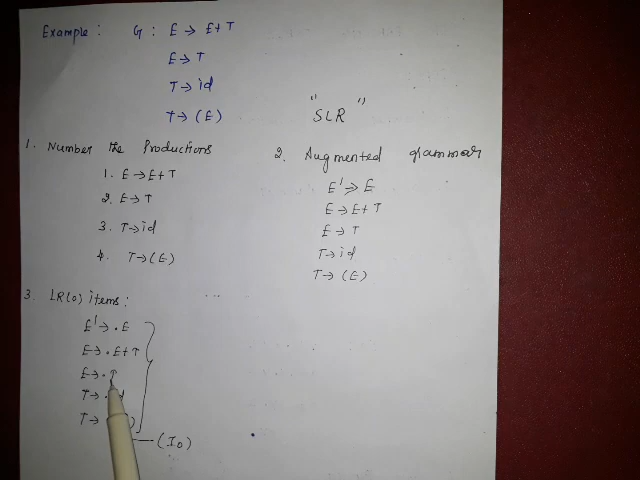 Example: G: E → E+T
E → T
T → id
T → (E)
" SLR "
1. Number the Productions
1. E → E+T
2. E → T
3. T → id
4. T → (E)
2. Augmented grammar
E' → E
E → E+T
E → T
T → id
T → (E)
3. LR(0) items:
E' → .E
E → .E+T
E → .T
T → .
T →
(I0)